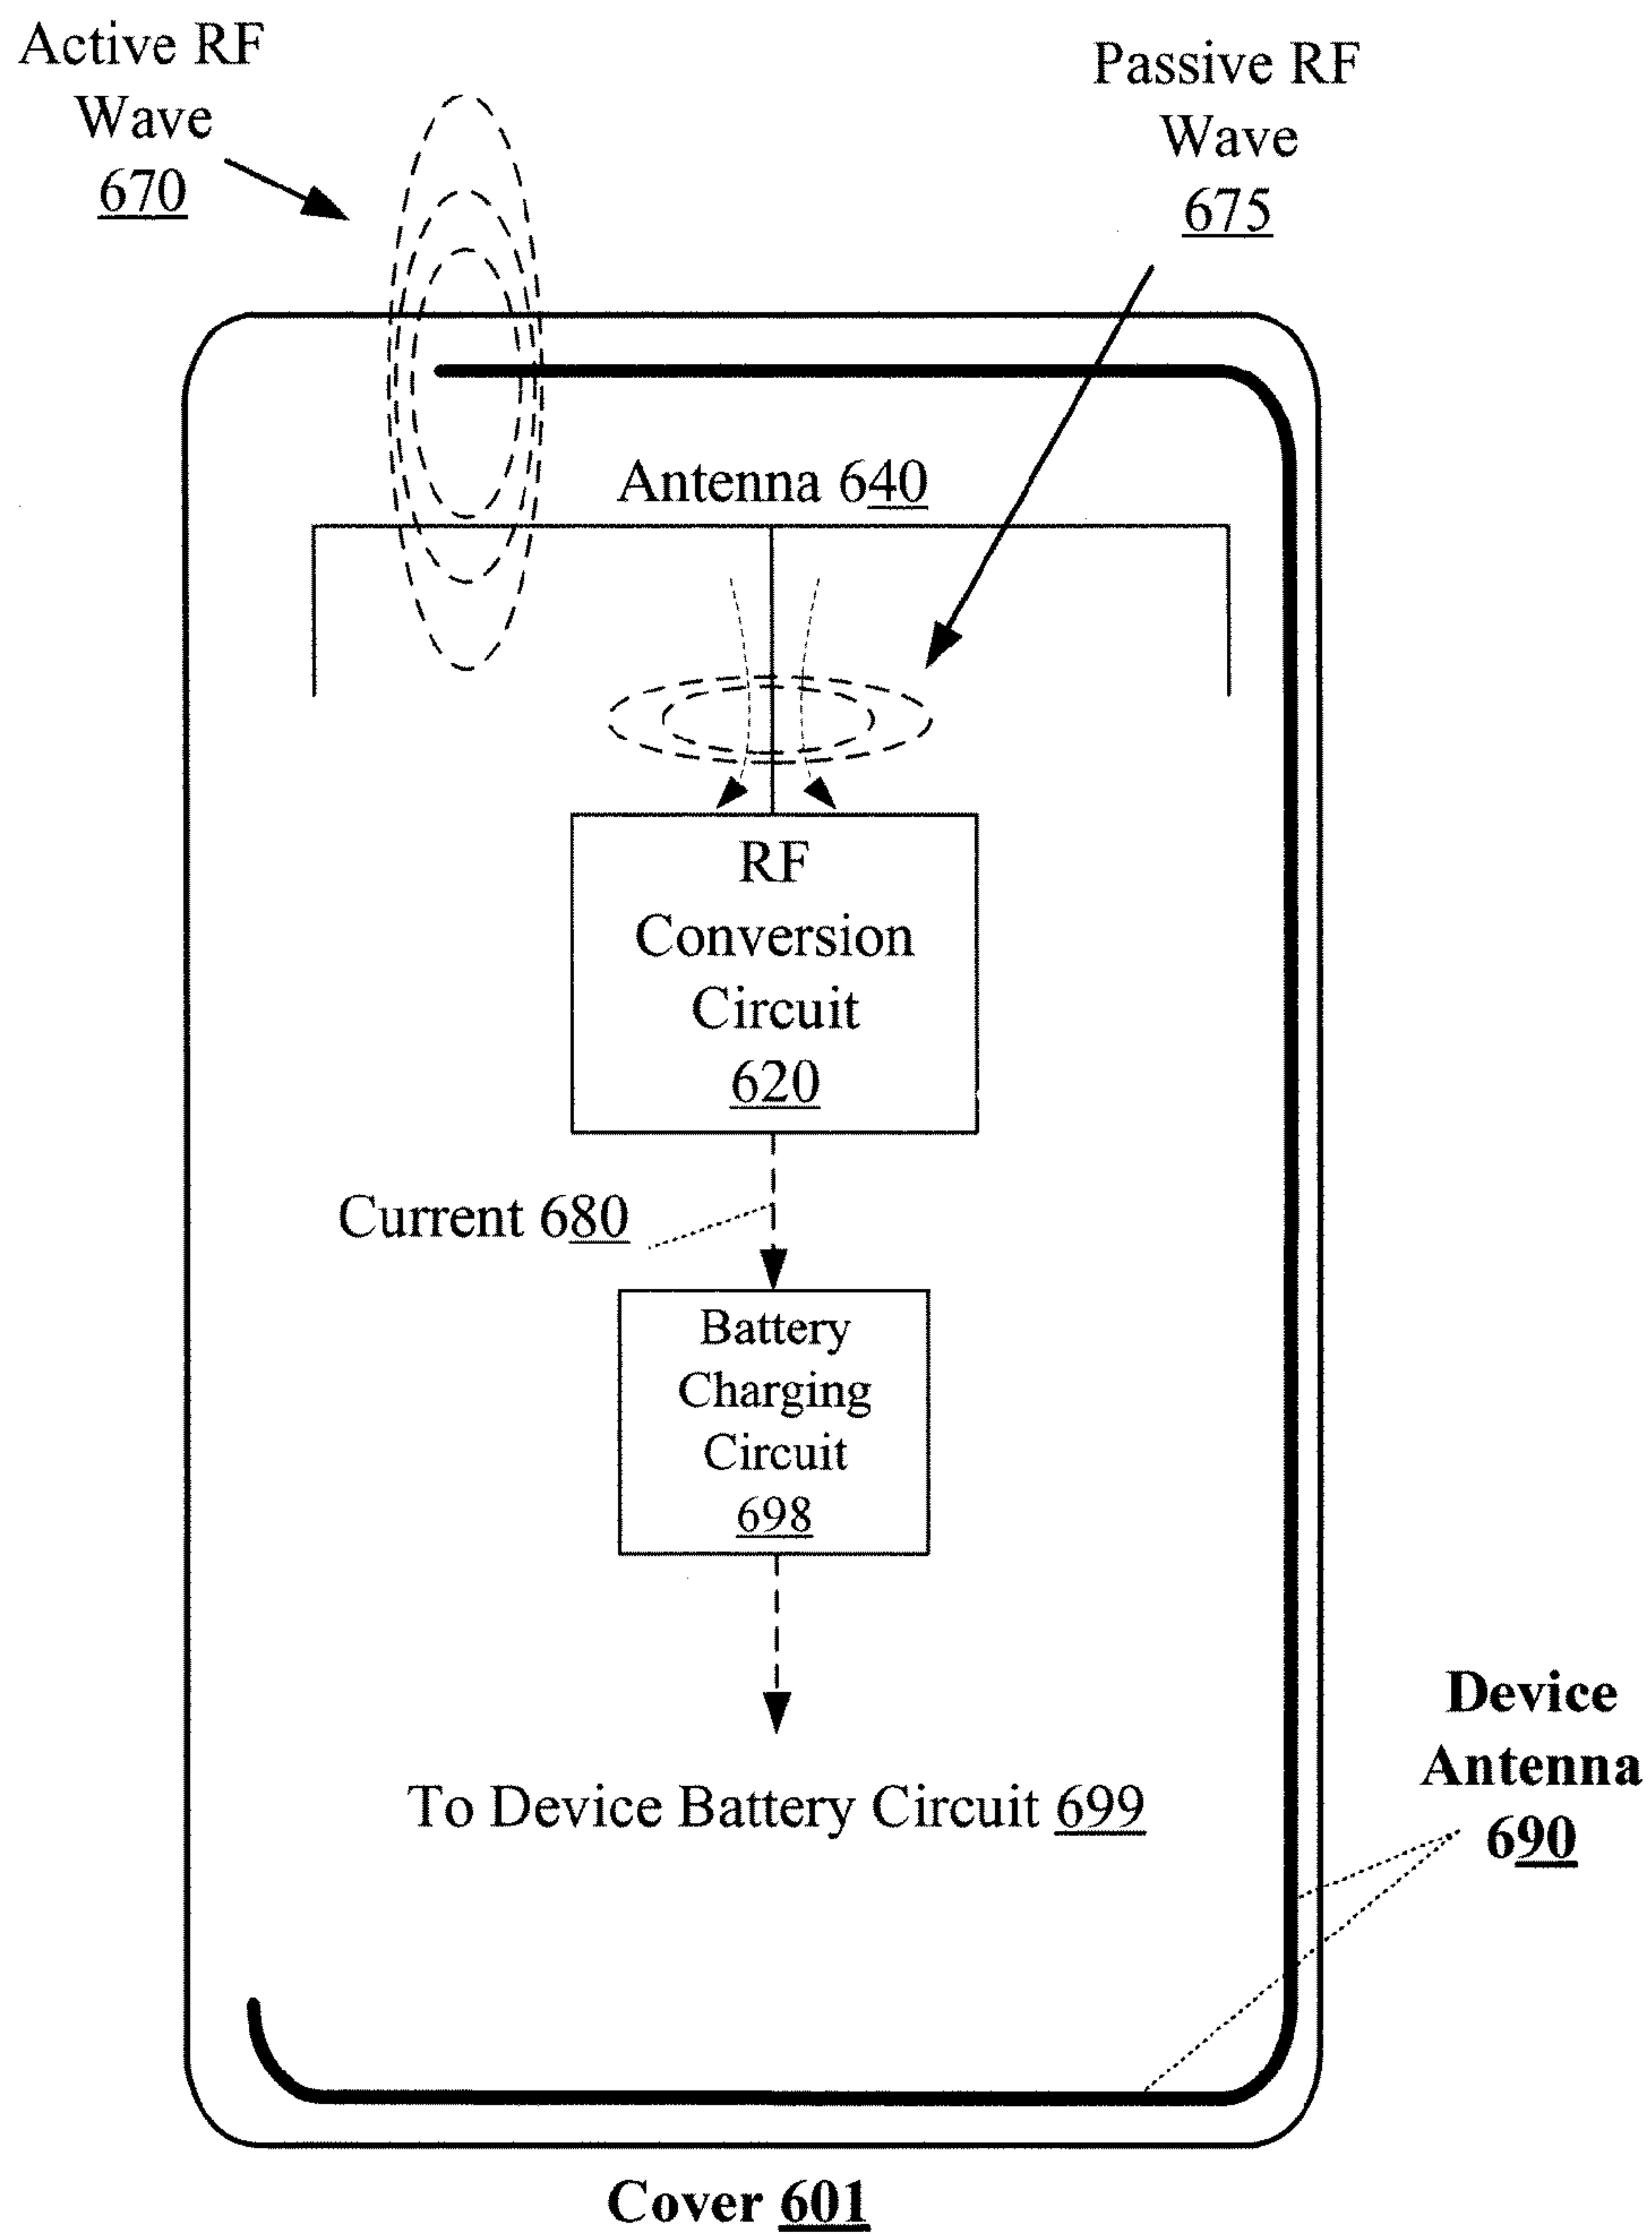 Active RF
Wave
670
Passive RF
Wave
675
Antenna 640
RF
Conversion
Circuit
620
Current 680
Battery
Charging
Circuit
698
To Device Battery Circuit 699
Device
Antenna
690
Cover 601